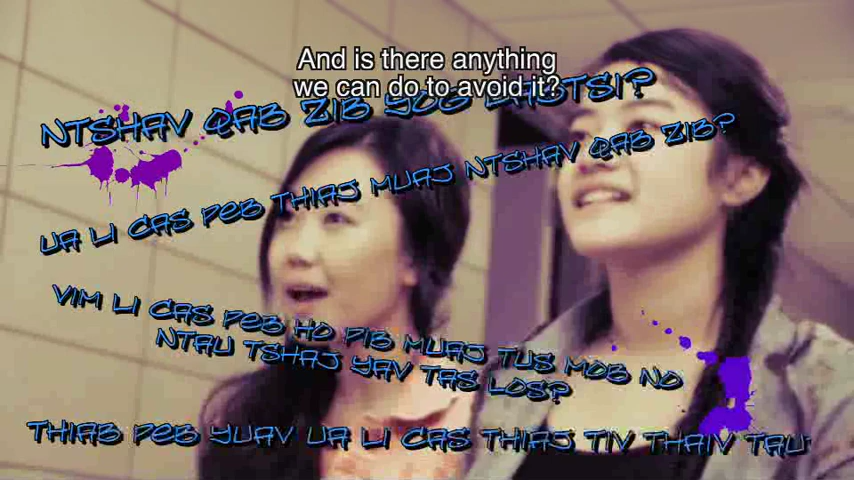 And is there anything
we can do to avoid it?
NTSHAV QAB ZIB YOG DABTSI?
UA LI CAS PEB THIAJ MUAJ NTSHAV QAB ZIB?
VIM LI CAS PEB HO PIB MUAJ TUS MOB NO
NTAU TSHAJ YAV TAS LOS?
THIAB PEB YUAV UA LI CAS THIAJ TIV THAIV TAU